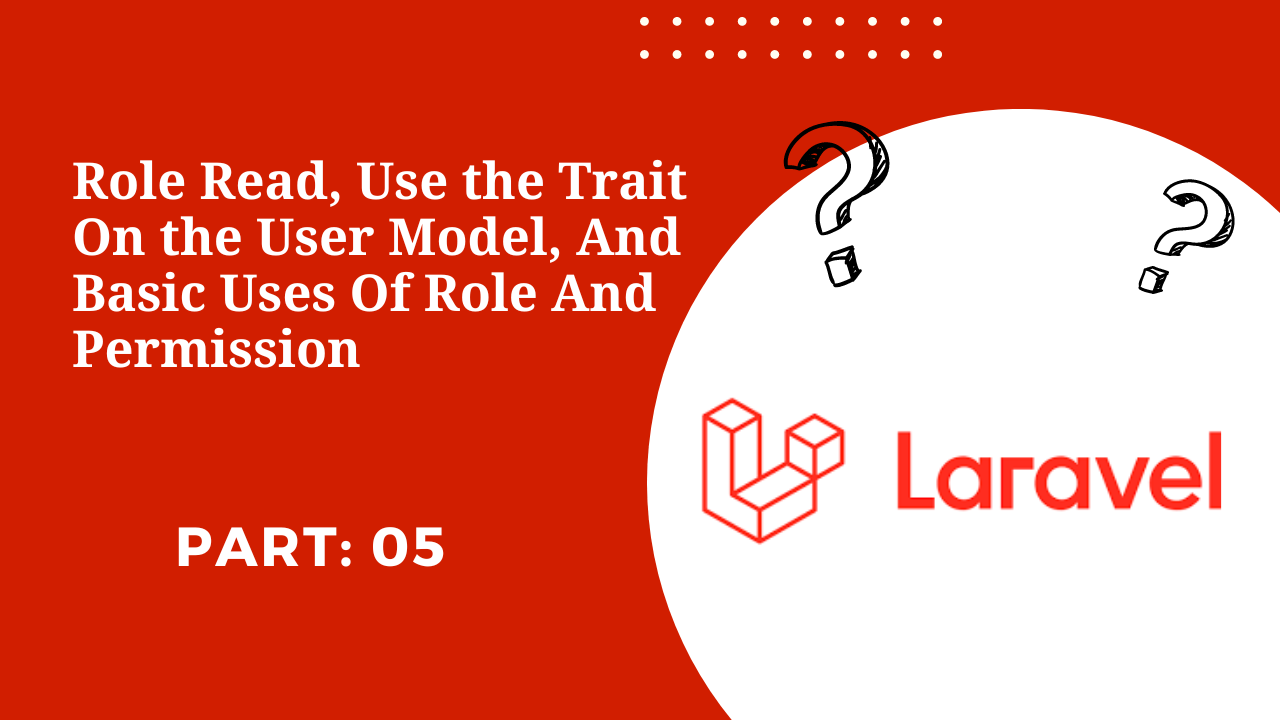 Role Read, Use the Trait
On the User Model, And
Basic Uses Of Role And
Permission
PART: 05
Laravel